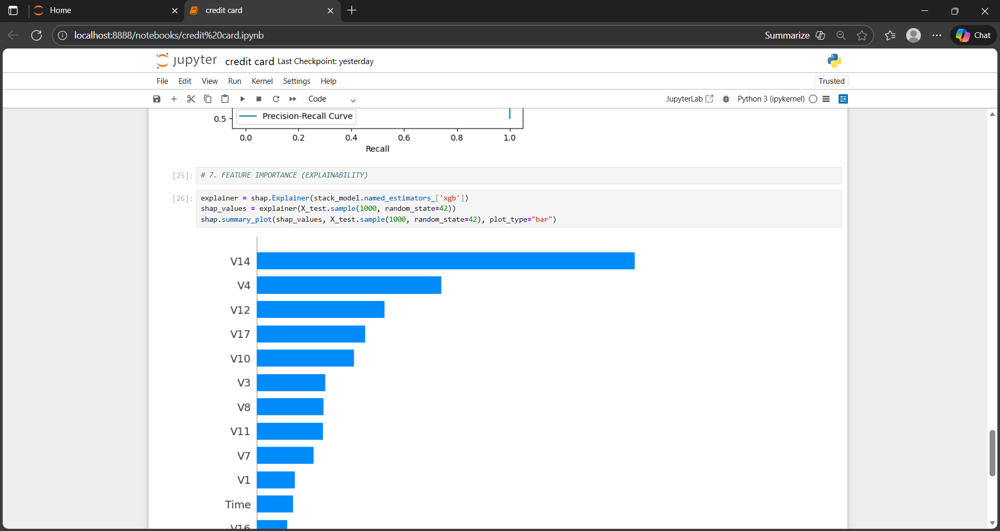 Home
credit card
localhost:8888/notebooks/credit%20card.ipynb
Summarize
Chat
jupyter credit card Last Checkpoint: yesterday
File Edit View Run Kernel Settings Help
Trusted
Code
JupyterLab
Python 3 (ipykernel)
0.5
Precision-Recall Curve
0.0 0.2 0.4 0.6 0.8 1.0
Recall
[25]: # 7. FEATURE IMPORTANCE (EXPLAINABILITY)
[26]: explainer = shap.Explainer(stack_model.named_estimators_['xgb'])
shap_values = explainer(X_test.sample(1000, random_state=42))
shap.summary_plot(shap_values, X_test.sample(1000, random_state=42), plot_type="bar")
V14
V4
V12
V17
V10
V3
V8
V11
V7
V1
Time
V16